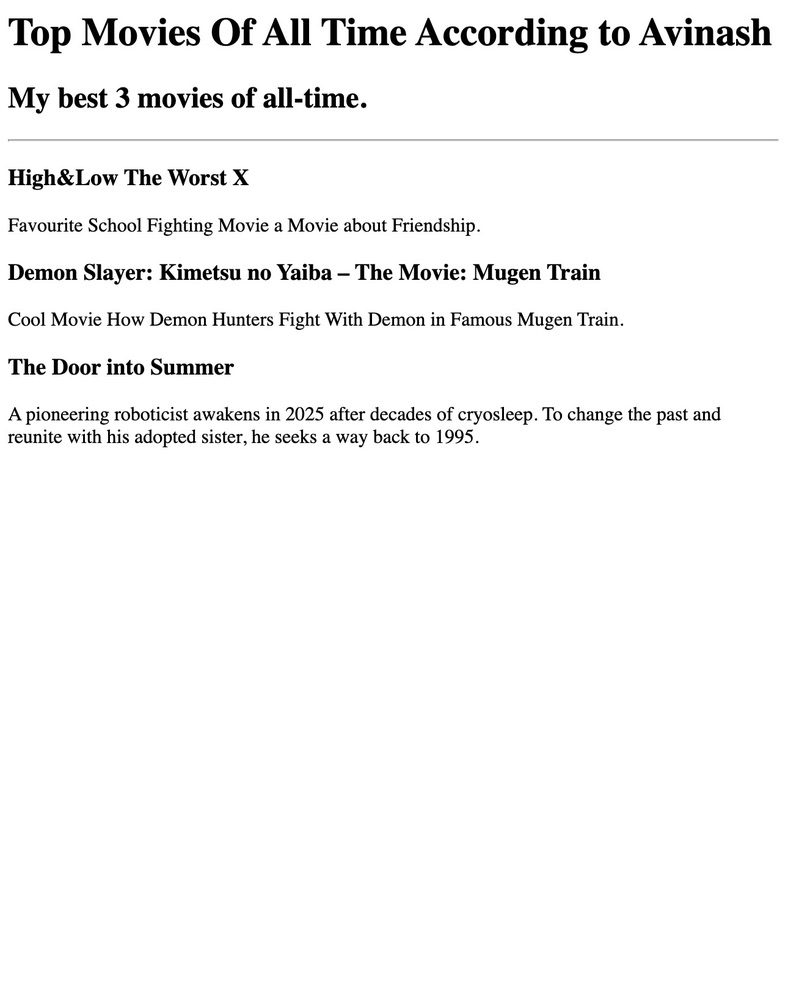 Top Movies Of All Time According to Avinash
My best 3 movies of all-time.
High&Low The Worst X
Favourite School Fighting Movie a Movie about Friendship.
Demon Slayer: Kimetsu no Yaiba – The Movie: Mugen Train
Cool Movie How Demon Hunters Fight With Demon in Famous Mugen Train.
The Door into Summer
A pioneering roboticist awakens in 2025 after decades of cryosleep. To change the past and
reunite with his adopted sister, he seeks a way back to 1995.